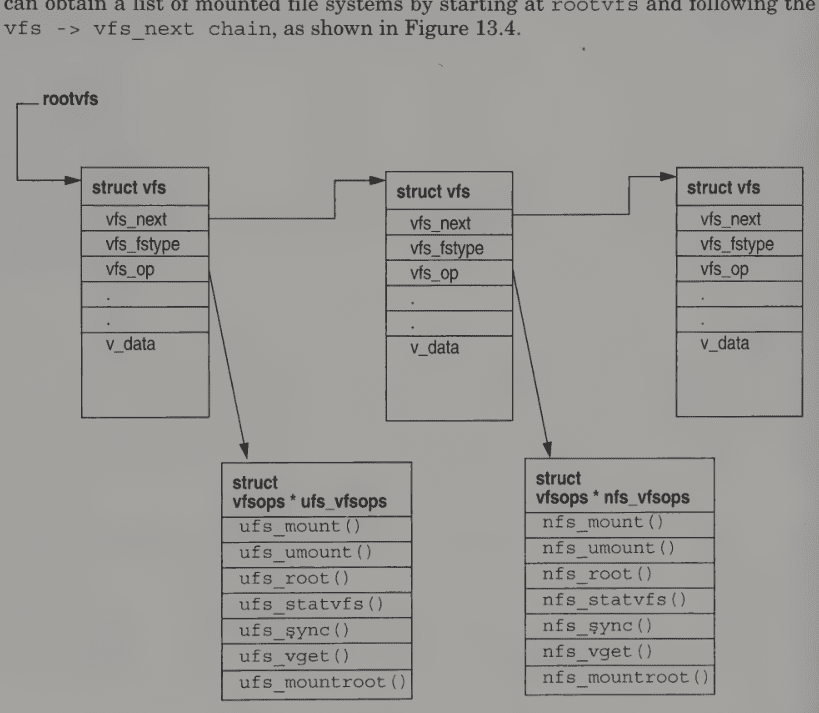 can obtain a list of mounted file systems by starting at rootvfs and following the
vfs -> vfs_next chain, as shown in Figure 13.4.
rootvfs
struct vfs
vfs_next
vfs_fstype
vfs_op
.
.
v_data
struct vfs
vfs_next
vfs_fstype
vfs_op
.
.
v_data
struct vfs
vfs_next
vfs_fstype
vfs_op
.
.
v_data
struct
vfsops * ufs_vfsops
ufs_mount()
ufs_umount()
ufs_root()
ufs_statvfs()
ufs_sync()
ufs_vget()
ufs_mountroot()
struct
vfsops * nfs_vfsops
nfs_mount()
nfs_umount()
nfs_root()
nfs_statvfs()
nfs_sync()
nfs_vget()
nfs_mountroot()